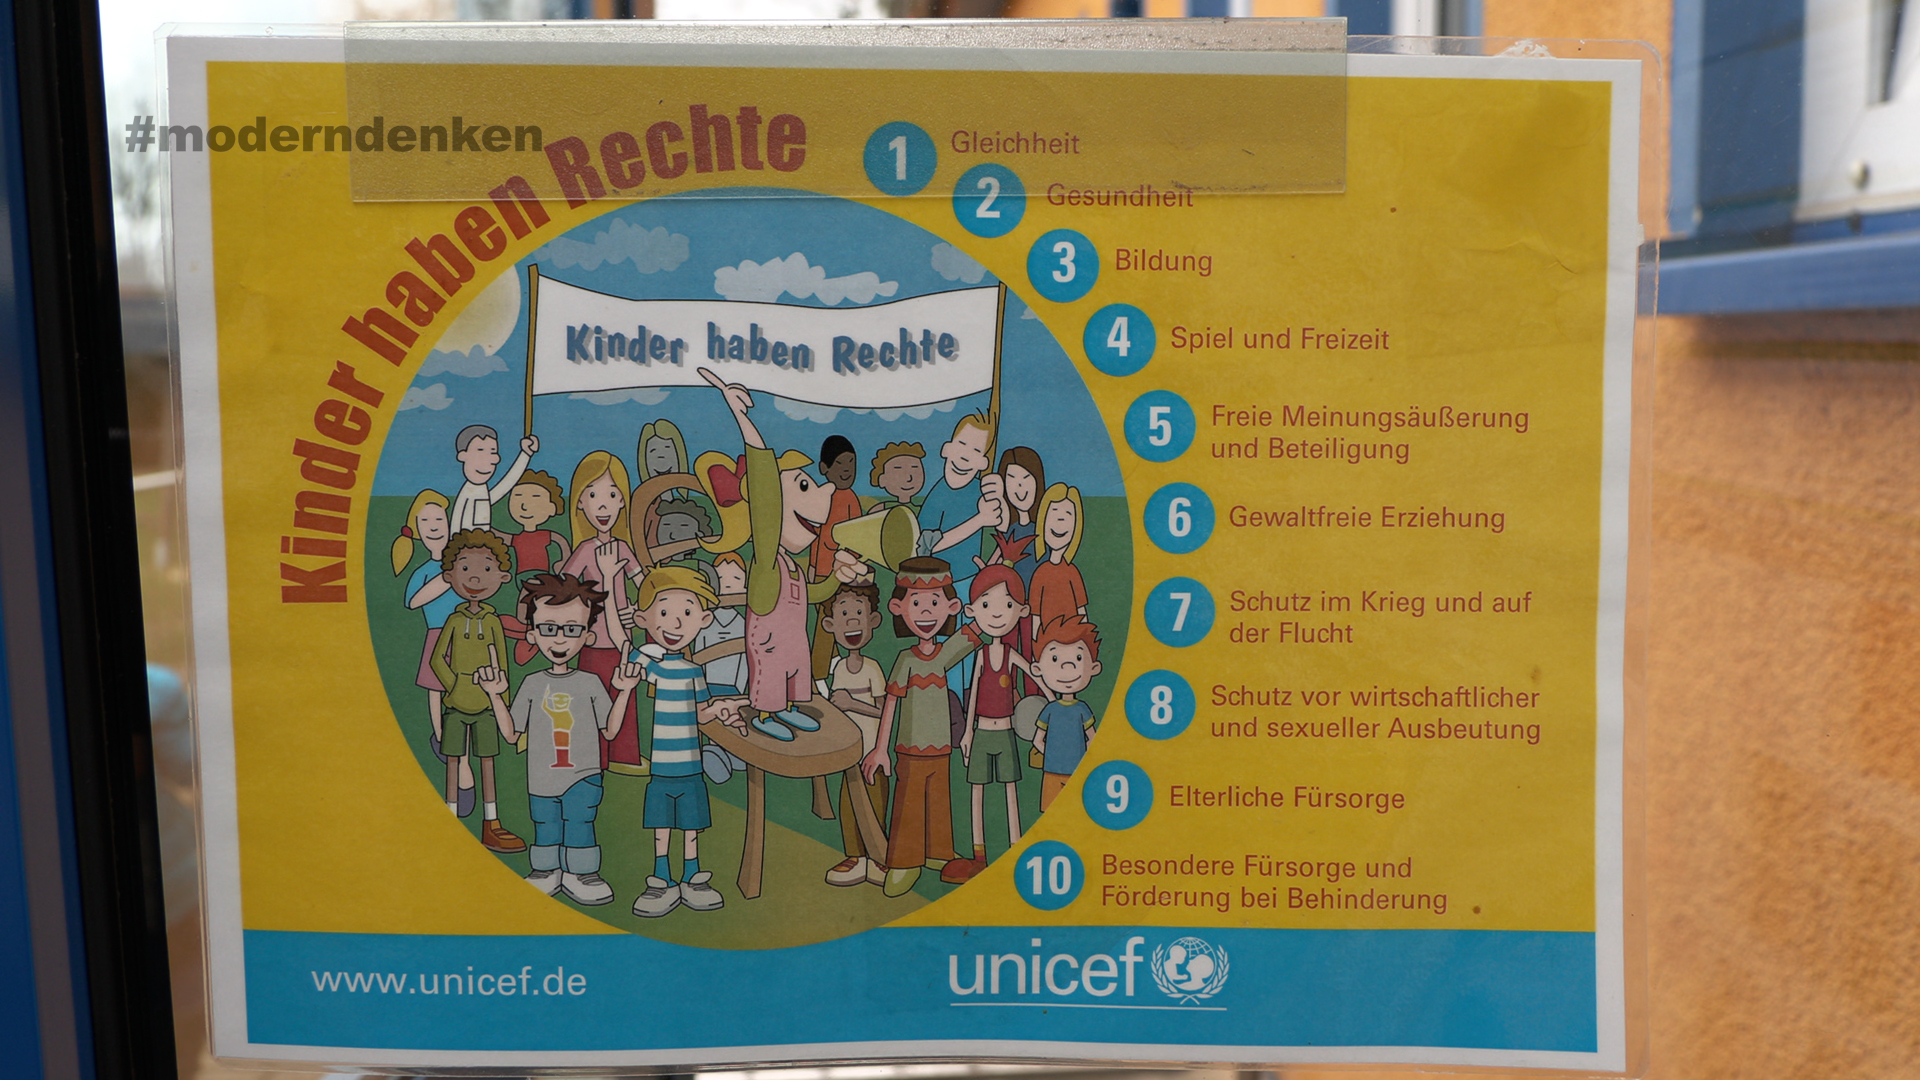 #moderndenken
Kinder haben Rechte
Kinder haben Rechte
1 Gleichheit
2 Gesundheit
3 Bildung
4 Spiel und Freizeit
5 Freie Meinungsäußerung
und Beteiligung
6 Gewaltfreie Erziehung
7 Schutz im Krieg und auf
der Flucht
8 Schutz vor wirtschaftlicher
und sexueller Ausbeutung
9 Elterliche Fürsorge
10 Besondere Fürsorge und
Förderung bei Behinderung
www.unicef.de
unicef